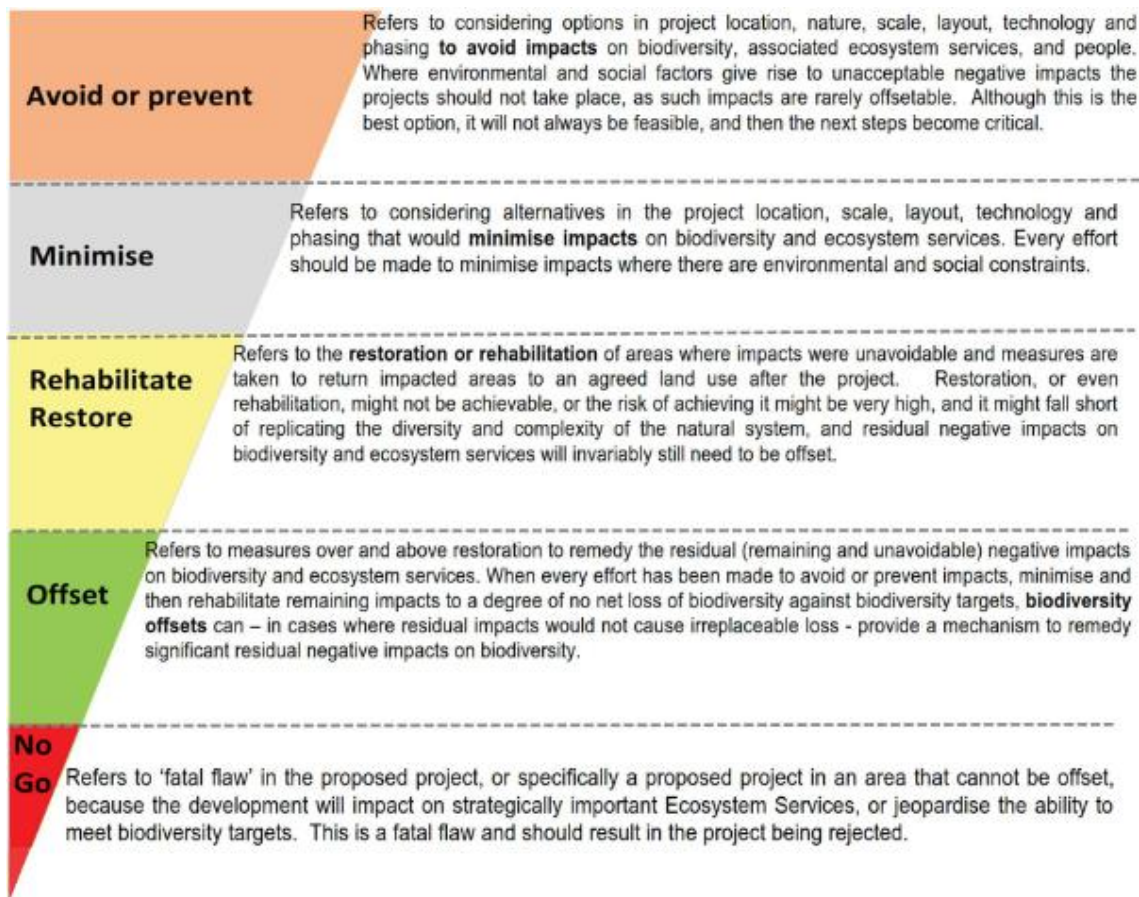 Avoid or prevent
Refers to considering options in project location, nature, scale, layout, technology and
phasing to avoid impacts on biodiversity, associated ecosystem services, and people.
Where environmental and social factors give rise to unacceptable negative impacts the
projects should not take place, as such impacts are rarely offsetable. Although this is the
best option, it will not always be feasible, and then the next steps become critical.
Minimise
Refers to considering alternatives in the project location, scale, layout, technology and
phasing that would minimise impacts on biodiversity and ecosystem services. Every effort
should be made to minimise impacts where there are environmental and social constraints.
Rehabilitate
Restore
Refers to the restoration or rehabilitation of areas where impacts were unavoidable and measures are
taken to return impacted areas to an agreed land use after the project. Restoration, or even
rehabilitation, might not be achievable, or the risk of achieving it might be very high, and it might fall short
of replicating the diversity and complexity of the natural system, and residual negative impacts on
biodiversity and ecosystem services will invariably still need to be offset.
Offset
Refers to measures over and above restoration to remedy the residual (remaining and unavoidable) negative impacts
on biodiversity and ecosystem services. When every effort has been made to avoid or prevent impacts, minimise and
then rehabilitate remaining impacts to a degree of no net loss of biodiversity against biodiversity targets, biodiversity
offsets can – in cases where residual impacts would not cause irreplaceable loss - provide a mechanism to remedy
significant residual negative impacts on biodiversity.
No
Go
Refers to ‘fatal flaw’ in the proposed project, or specifically a proposed project in an area that cannot be offset,
because the development will impact on strategically important Ecosystem Services, or jeopardise the ability to
meet biodiversity targets. This is a fatal flaw and should result in the project being rejected.